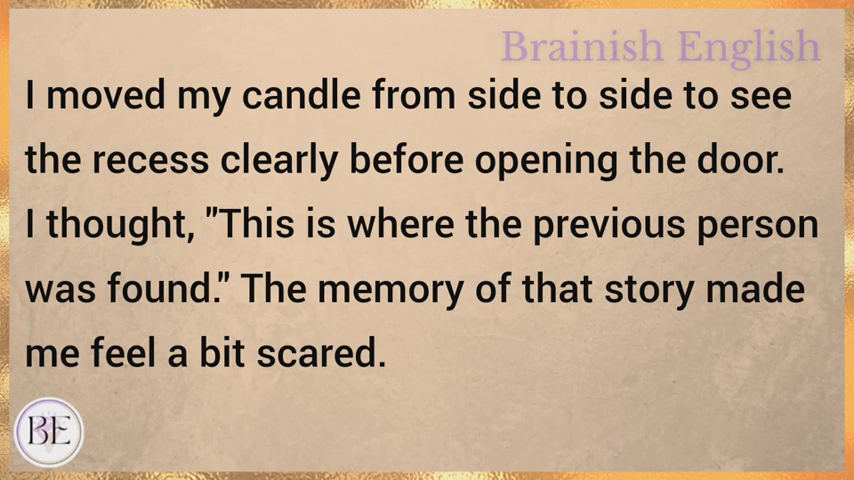 Brainish English
I moved my candle from side to side to see
the recess clearly before opening the door.
I thought, "This is where the previous person
was found." The memory of that story made
me feel a bit scared.
BE